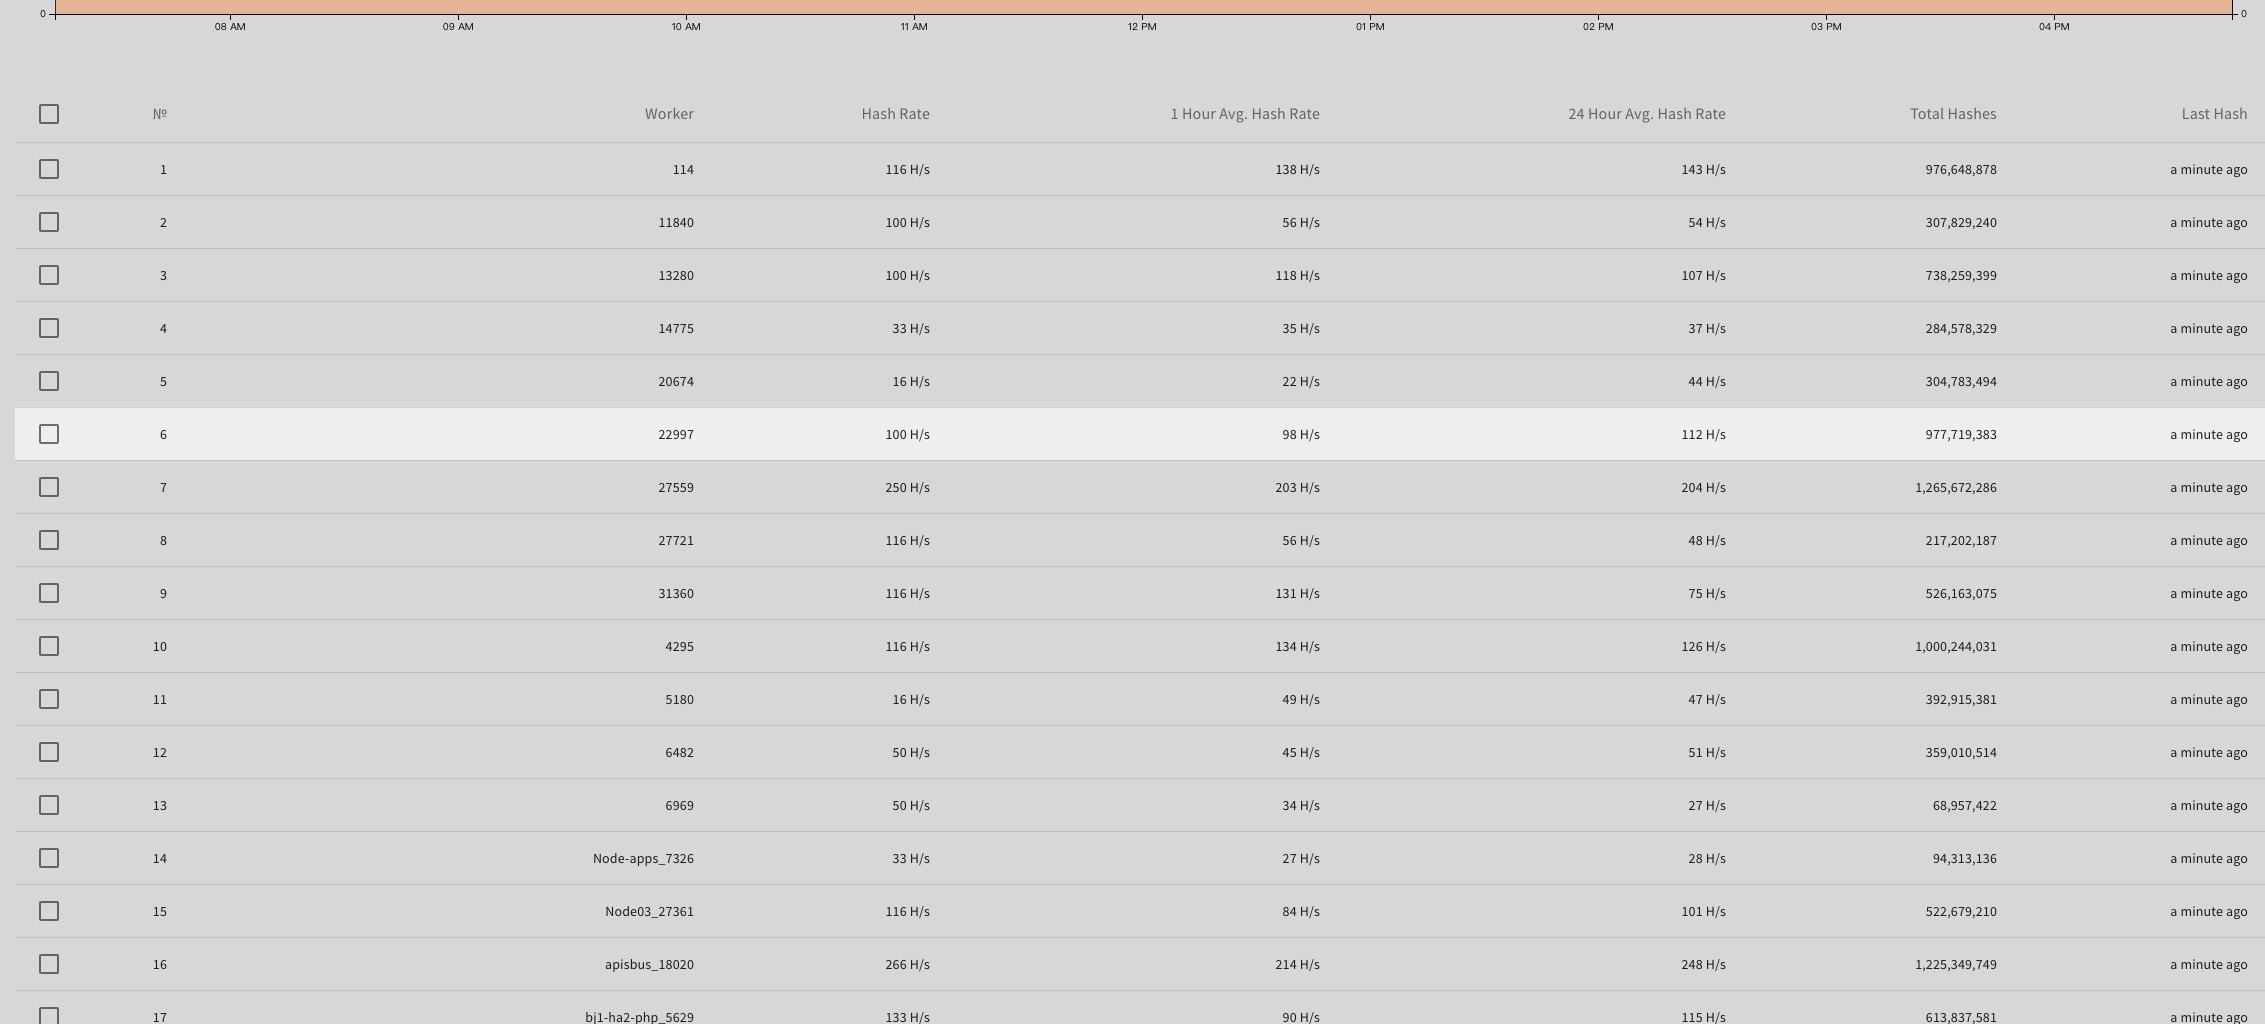 0 0
08 AM 09 AM 10 AM 11 AM 12 PM 01 PM 02 PM 03 PM 04 PM
№ Worker Hash Rate 1 Hour Avg. Hash Rate 24 Hour Avg. Hash Rate Total Hashes Last Hash
1 114 116 H/s 138 H/s 143 H/s 976,648,878 a minute ago
2 11840 100 H/s 56 H/s 54 H/s 307,829,240 a minute ago
3 13280 100 H/s 118 H/s 107 H/s 738,259,399 a minute ago
4 14775 33 H/s 35 H/s 37 H/s 284,578,329 a minute ago
5 20674 16 H/s 22 H/s 44 H/s 304,783,494 a minute ago
6 22997 100 H/s 98 H/s 112 H/s 977,719,383 a minute ago
7 27559 250 H/s 203 H/s 204 H/s 1,265,672,286 a minute ago
8 27721 116 H/s 56 H/s 48 H/s 217,202,187 a minute ago
9 31360 116 H/s 131 H/s 75 H/s 526,163,075 a minute ago
10 4295 116 H/s 134 H/s 126 H/s 1,000,244,031 a minute ago
11 5180 16 H/s 49 H/s 47 H/s 392,915,381 a minute ago
12 6482 50 H/s 45 H/s 51 H/s 359,010,514 a minute ago
13 6969 50 H/s 34 H/s 27 H/s 68,957,422 a minute ago
14 Node-apps_7326 33 H/s 27 H/s 28 H/s 94,313,136 a minute ago
15 Node03_27361 116 H/s 84 H/s 101 H/s 522,679,210 a minute ago
16 apisbus_18020 266 H/s 214 H/s 248 H/s 1,225,349,749 a minute ago
17 bj1-ha2-php_5629 133 H/s 90 H/s 115 H/s 613,837,581 a minute ago